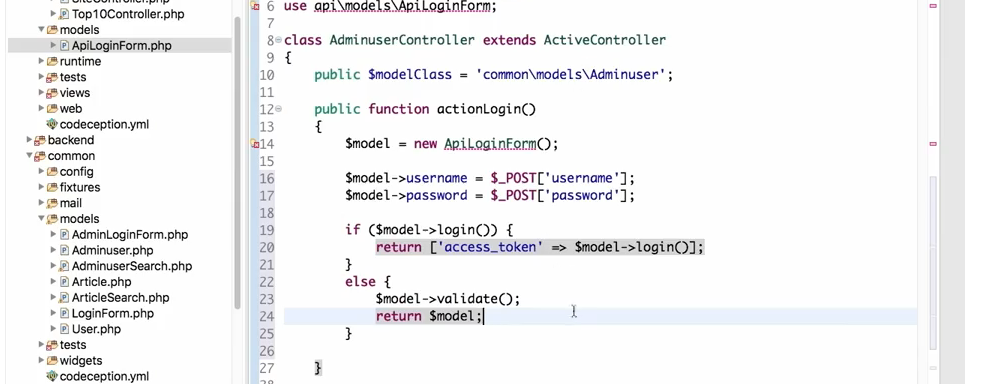 Top10Controller.php
models
ApiLoginForm.php
runtime
tests
views
web
codeception.yml
backend
common
config
fixtures
mail
models
AdminLoginForm.php
Adminuser.php
AdminuserSearch.php
Article.php
ArticleSearch.php
LoginForm.php
User.php
tests
widgets
codeception.yml
6 use api\models\ApiLoginForm;
7
8 class AdminuserController extends ActiveController
9 {
10 public $modelClass = 'common\models\Adminuser';
11
12 public function actionLogin()
13 {
14 $model = new ApiLoginForm();
15
16 $model->username = $_POST['username'];
17 $model->password = $_POST['password'];
18
19 if ($model->login()) {
20 return ['access_token' => $model->login()];
21 }
22 else {
23 $model->validate();
24 return $model;
25 }
26
27 }